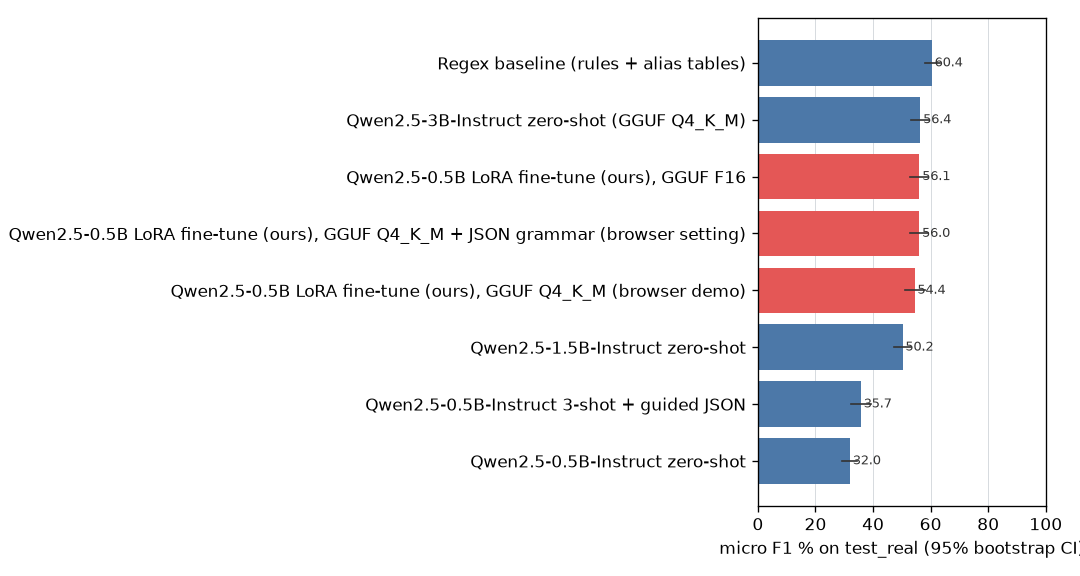 Regex baseline (rules + alias tables)
60.4
Qwen2.5-3B-Instruct zero-shot (GGUF Q4_K_M)
56.4
Qwen2.5-0.5B LoRA fine-tune (ours), GGUF F16
56.1
Qwen2.5-0.5B LoRA fine-tune (ours), GGUF Q4_K_M + JSON grammar (browser setting)
56.0
Qwen2.5-0.5B LoRA fine-tune (ours), GGUF Q4_K_M (browser demo)
54.4
Qwen2.5-1.5B-Instruct zero-shot
50.2
Qwen2.5-0.5B-Instruct 3-shot + guided JSON
35.7
Qwen2.5-0.5B-Instruct zero-shot
32.0
0 20 40 60 80 100
micro F1 % on test_real (95% bootstrap CI)